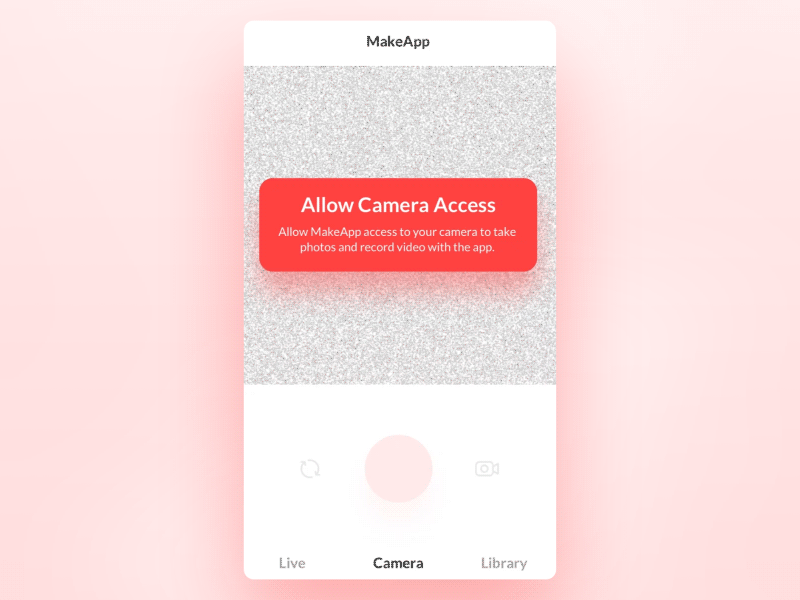 MakeApp
Allow Camera Access
Allow MakeApp access to your camera to take
photos and record video with the app.
Live Camera Library